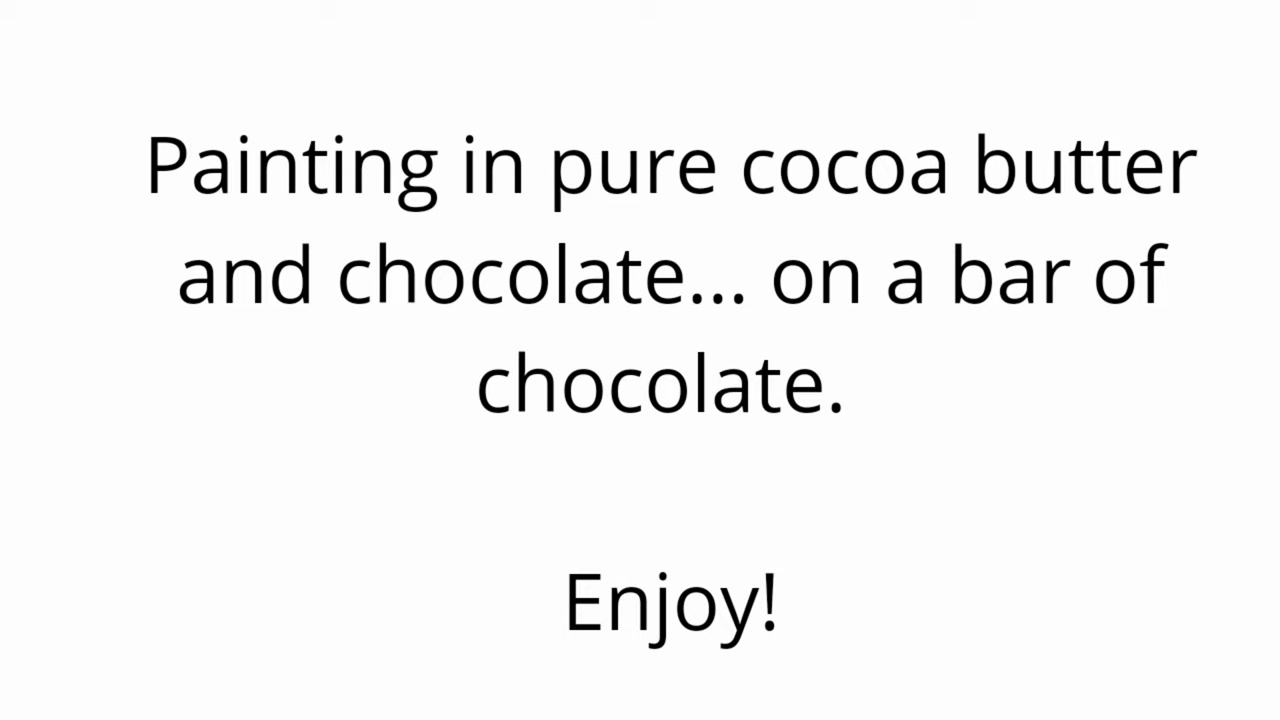 Painting in pure cocoa butter
and chocolate... on a bar of
chocolate.
Enjoy!